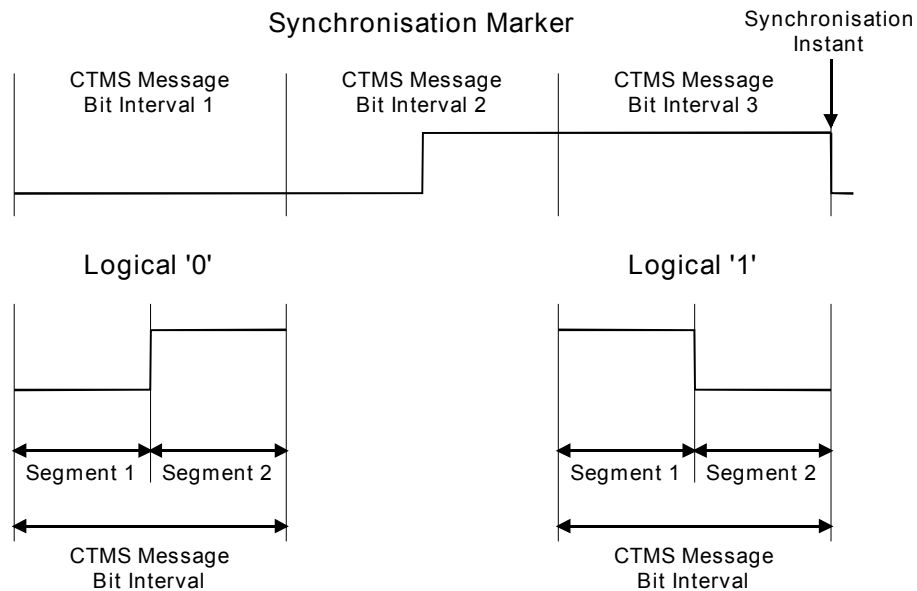 Synchronisation Marker
Synchronisation
Instant
CTMS Message
Bit Interval 1
CTMS Message
Bit Interval 2
CTMS Message
Bit Interval 3
Logical '0'
Logical '1'
Segment 1
Segment 2
Segment 1
Segment 2
CTMS Message
Bit Interval
CTMS Message
Bit Interval